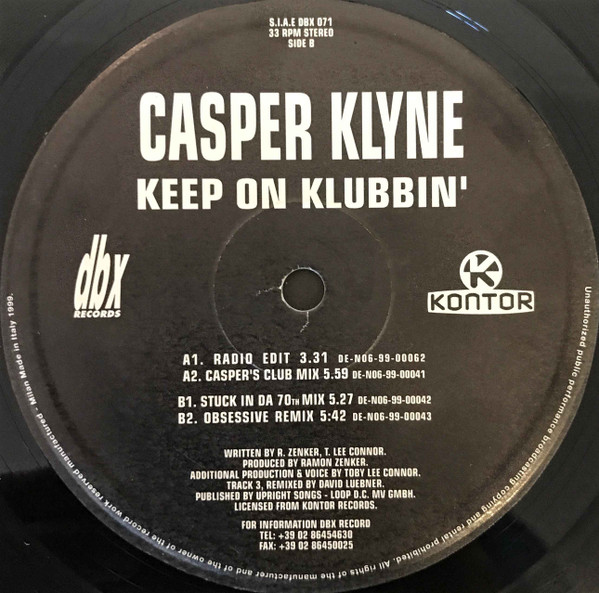 S.I.A.E DBX 071
33 RPM STEREO
SIDE B
CASPER KLYNE
KEEP ON KLUBBIN'
dbx
RECORDS
K
KONTOR
A1. RADIO EDIT 3.31 DE-N06-99-00062
A2. CASPER'S CLUB MIX 5.59 DE-N06-99-00041
B1. STUCK IN DA 70TH MIX 5.27 DE-N06-99-00042
B2. OBSESSIVE REMIX 5:42 DE-N06-99-00043
WRITTEN BY R. ZENKER, T. LEE CONNOR.
PRODUCED BY RAMON ZENKER.
ADDITIONAL PRODUCTION & VOICE BY TOBY LEE CONNOR.
TRACK 3, REMIXED BY DAVID LUEBNER.
PUBLISHED BY UPRIGHT SONGS - LOOP D.C. MV GMBH.
LICENSED FROM KONTOR RECORDS.
FOR INFORMATION DBX RECORD
TEL: +39 02 86454630
FAX: +39 02 86450025
Unauthorized public performance broadcasting copying and rental prohibited. All rights of the manufacturer and of the owner of the record work reserved manufactured - Milan Made in Italy 1999.